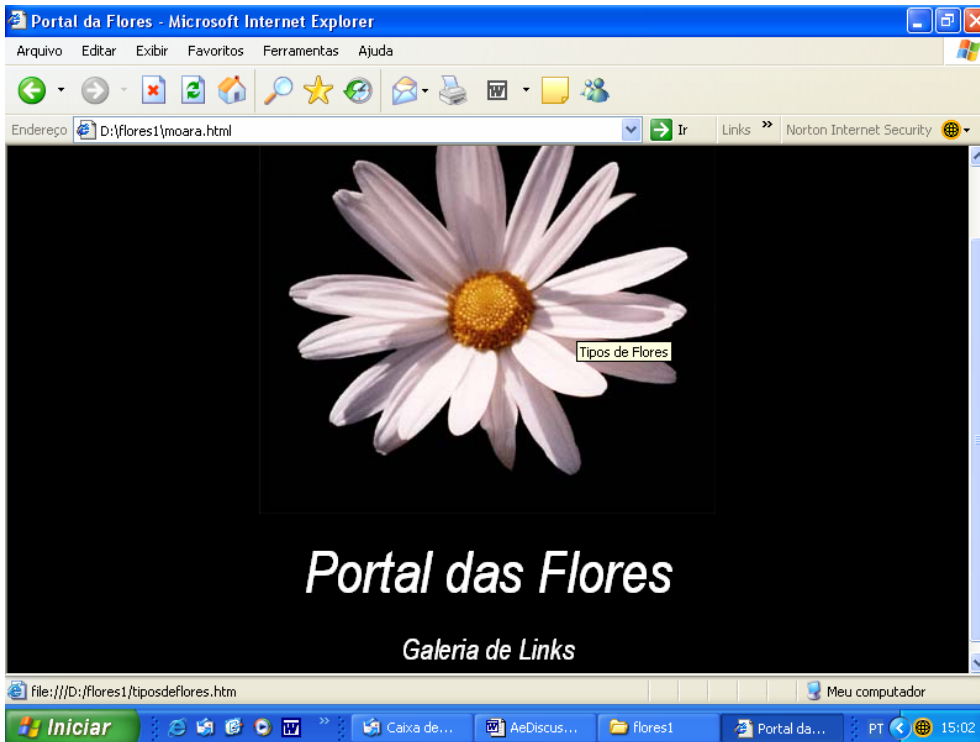 Portal da Flores - Microsoft Internet Explorer
Arquivo Editar Exibir Favoritos Ferramentas Ajuda
W
Endereço D:\flores1\moara.html Ir Links » Norton Internet Security
Tipos de Flores
Portal das Flores
Galeria de Links
file:///D:/flores1/tiposdeflores.htm Meu computador
Iniciar W » Caixa de... AeDiscus... flores1 Portal da... PT 15:02